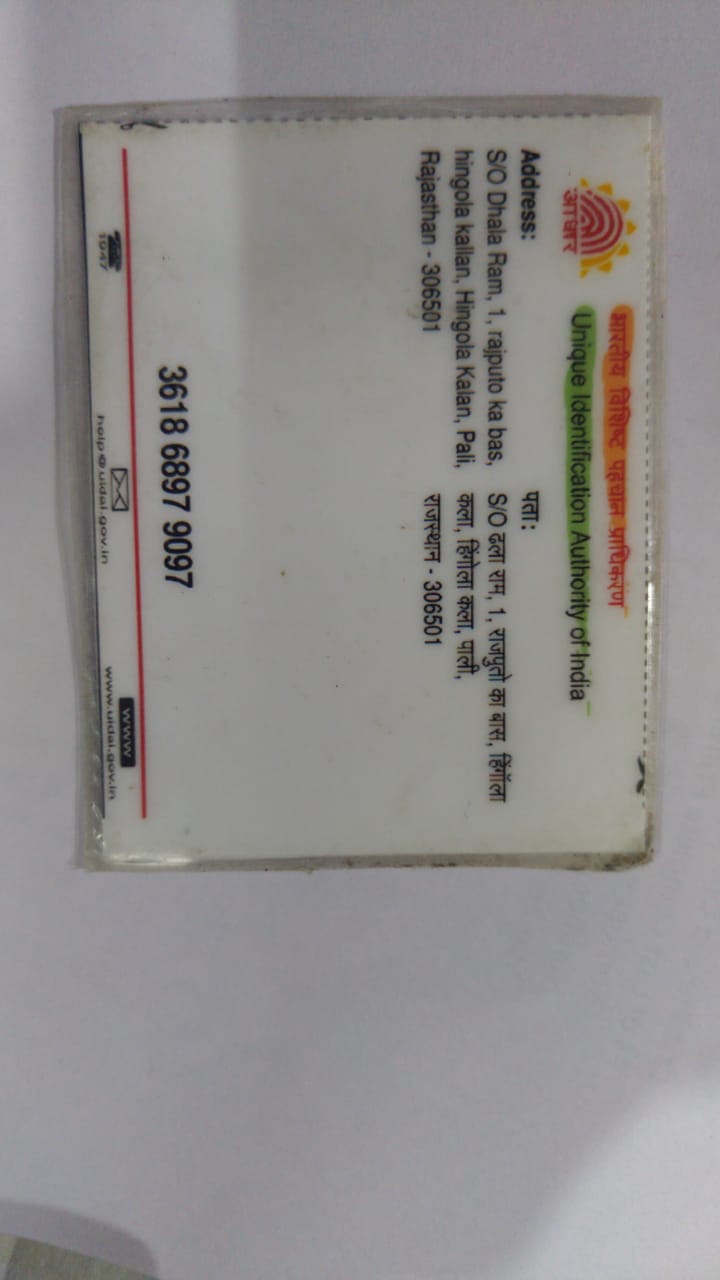 भारतीय विशिष्ट पहचान प्राधिकरण
Unique Identification Authority of India
आधार
Address:
S/O Dhala Ram, 1, rajputo ka bas,
hingola kallan, Hingola Kalan, Pali,
Rajasthan - 306501
पता:
S/O ढला राम, 1, राजपुतो का बास, हिंगोला
कला, हिंगोला कला, पाली,
राजस्थान - 306501
3618 6897 9097
1947
help@uidai.gov.in
www
www.uidai.gov.in